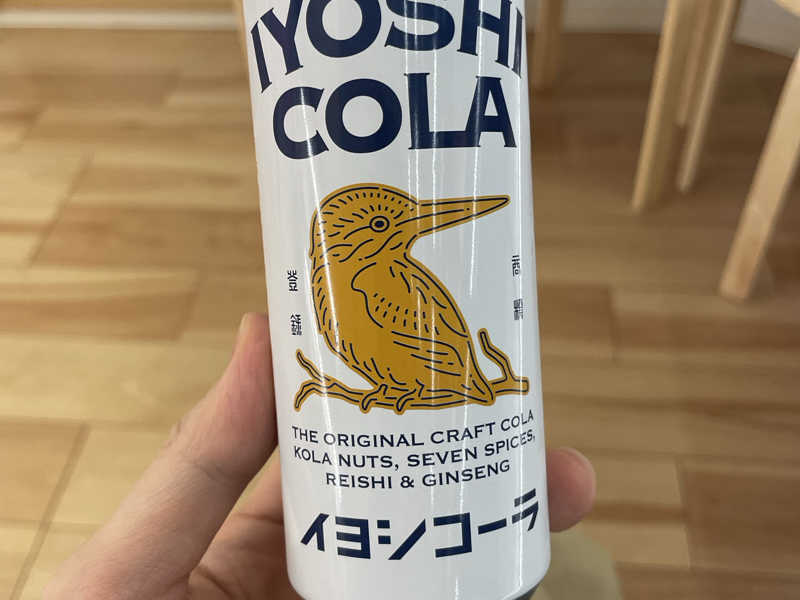 IYOSHI
COLA
THE ORIGINAL CRAFT COLA
KOLA NUTS, SEVEN SPICES,
REISHI & GINSENG
イヨシコーラ